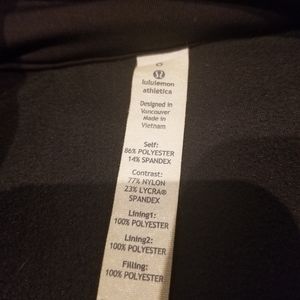 lululemon
athletica
Designed in
Vancouver
Made in
Vietnam
Self:
86% POLYESTER
14% SPANDEX
Contrast:
77% NYLON
23% LYCRA®
SPANDEX
Lining1:
100% POLYESTER
Lining2:
100% POLYESTER
Filling:
100% POLYESTER